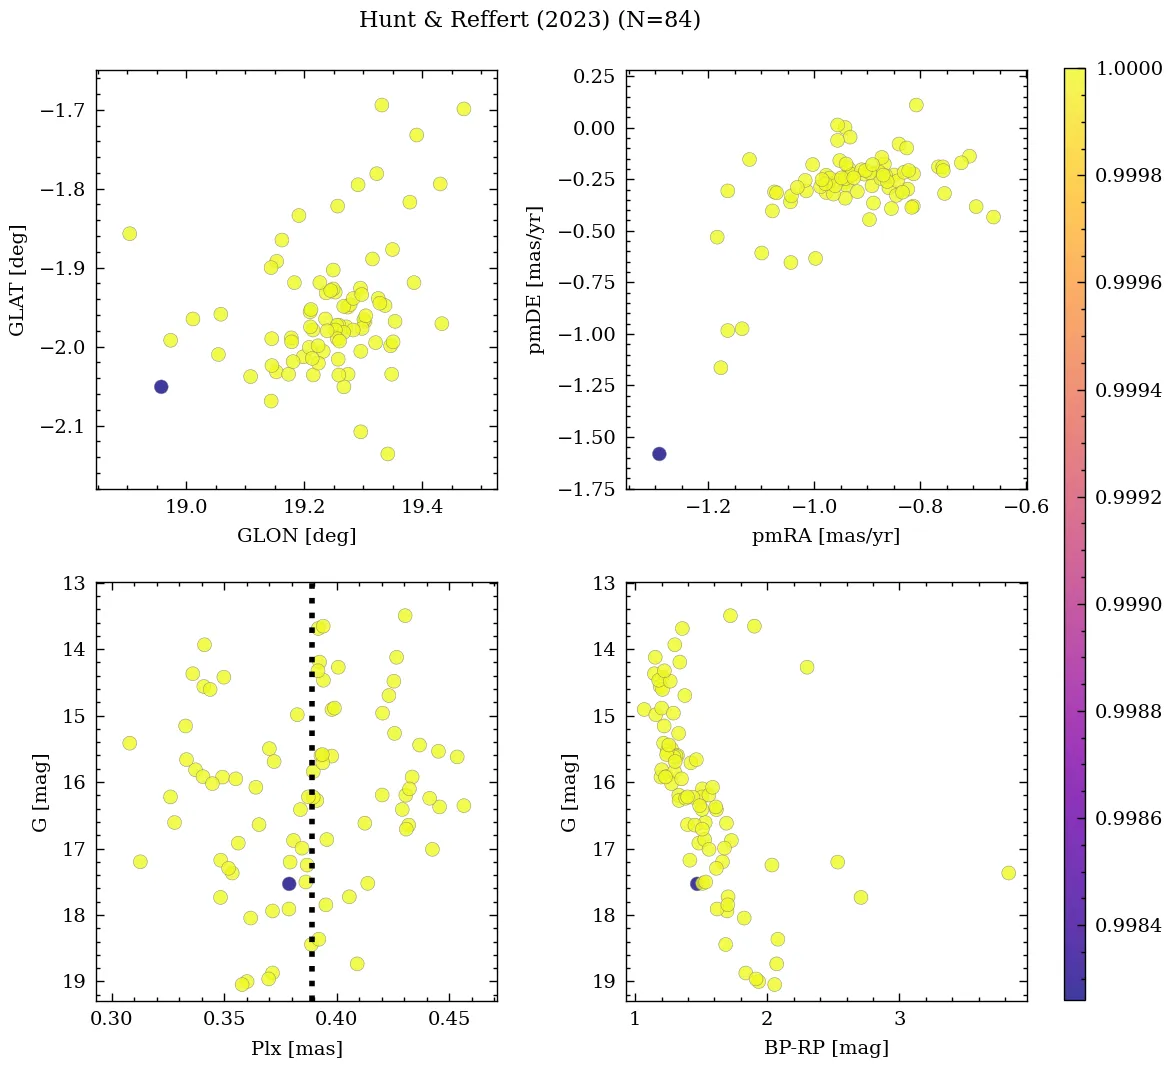 Hunt & Reffert (2023) (N=84)
−1.7
−1.8
−1.9
−2.0
−2.1
GLAT [deg]
19.0 19.2 19.4
GLON [deg]
0.25
0.00
−0.25
−0.50
−0.75
−1.00
−1.25
−1.50
−1.75
pmDE [mas/yr]
−1.2 −1.0 −0.8 −0.6
pmRA [mas/yr]
1.0000
0.9998
0.9996
0.9994
0.9992
0.9990
0.9988
0.9986
0.9984
13
14
15
16
17
18
19
G [mag]
0.30 0.35 0.40 0.45
Plx [mas]
13
14
15
16
17
18
19
G [mag]
1 2 3
BP-RP [mag]